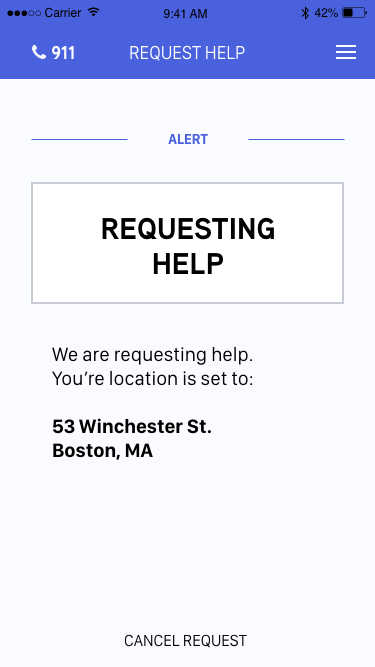 Carrier 9:41 AM 42%
911 REQUEST HELP
ALERT
REQUESTING
HELP
We are requesting help.
You’re location is set to:
53 Winchester St.
Boston, MA
CANCEL REQUEST